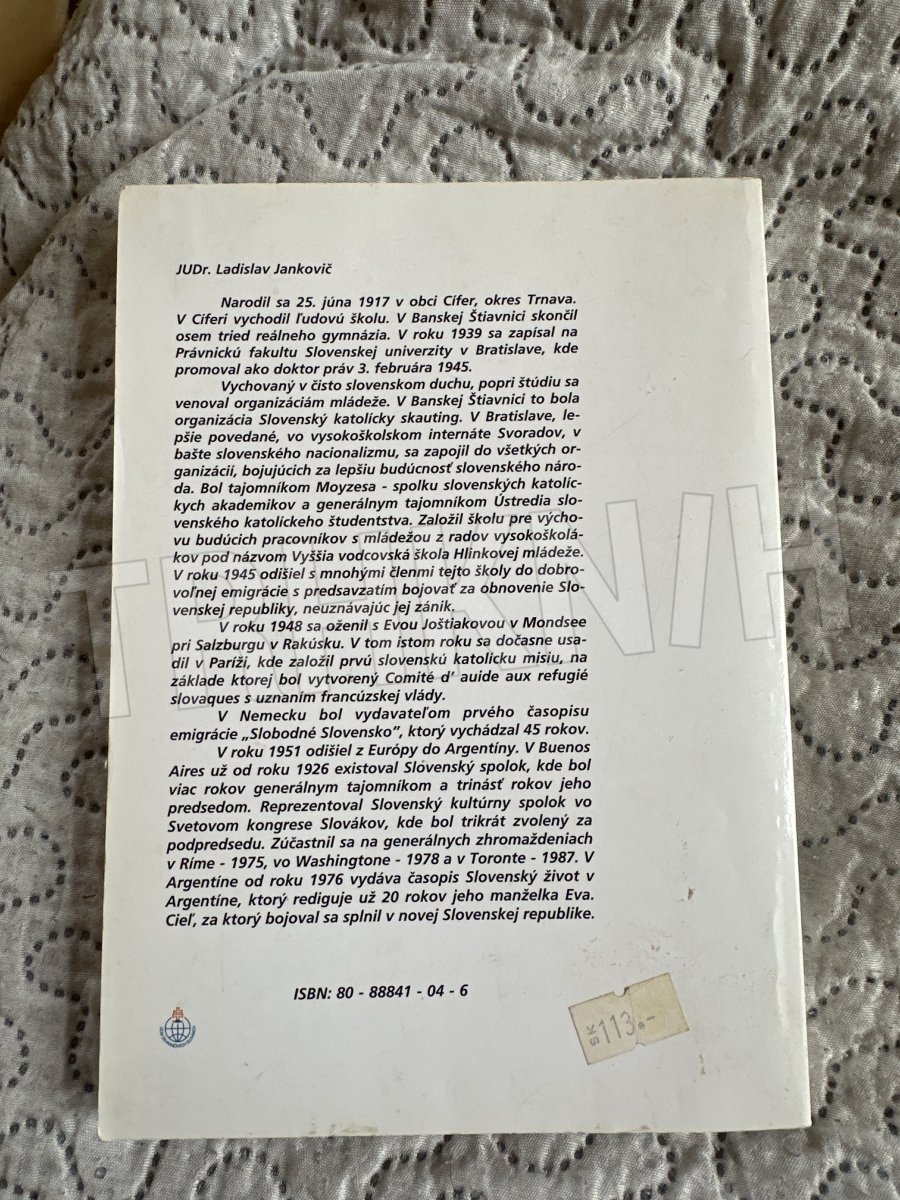 JUDr. Ladislav Jankovič
Narodil sa 25. júna 1917 v obci Cífer, okres Trnava.
V Cíferi vychodil ľudovú školu. V Banskej Štiavnici skončil
osem tried reálneho gymnázia. V roku 1939 sa zapísal na
Právnickú fakultu Slovenskej univerzity v Bratislave, kde
promoval ako doktor práv 3. februára 1945.
Vychovaný v čisto slovenskom duchu, popri štúdiu sa
venoval organizáciám mládeže. V Banskej Štiavnici to bola
organizácia Slovenský katolícky skauting. V Bratislave, le-
pšie povedané, vo vysokoškolskom internáte Svoradov, v
bašte slovenského nacionalizmu, sa zapojil do všetkých or-
ganizácií, bojujúcich za lepšiu budúcnosť slovenského náro-
da. Bol tajomníkom Moyzesa - spolku slovenských katolíc-
kych akademikov a generálnym tajomníkom Ústredia slo-
venského katolíckeho študentstva. Založil školu pre výcho-
vu budúcich pracovníkov s mládežou z radov vysokoškolá-
kov pod názvom Vyššia vodcovská škola Hlinkovej mládeže.
V roku 1945 odišiel s mnohými členmi tejto školy do dobro-
voľnej emigrácie s predsavzatím bojovať za obnovenie Slo-
venskej republiky, neuznávajúc jej zánik.
V roku 1948 sa oženil s Evou Joštiakovou v Mondsee
pri Salzburgu v Rakúsku. V tom istom roku sa dočasne usa-
dil v Paríži, kde založil prvú slovenskú katolícku misiu, na
základe ktorej bol vytvorený Comité d' auide aux refugié
slovaques s uznaním francúzskej vlády.
V Nemecku bol vydavateľom prvého časopisu
emigrácie „Slobodné Slovensko", ktorý vychádzal 45 rokov.
V roku 1951 odišiel z Európy do Argentíny. V Buenos
Aires už od roku 1926 existoval Slovenský spolok, kde bol
viac rokov generálnym tajomníkom a trinásť rokov jeho
predsedom. Reprezentoval Slovenský kultúrny spolok vo
Svetovom kongrese Slovákov, kde bol trikrát zvolený za
podpredsedu. Zúčastnil sa na generálnych zhromaždeniach
v Ríme - 1975, vo Washingtone - 1978 a v Toronte - 1987. V
Argentíne od roku 1976 vydáva časopis Slovenský život v
Argentíne, ktorý rediguje už 20 rokov jeho manželka Eva.
Cieľ, za ktorý bojoval sa splnil v novej Slovenskej republike.
ISBN: 80 - 88841 - 04 - 6
SK 113.-